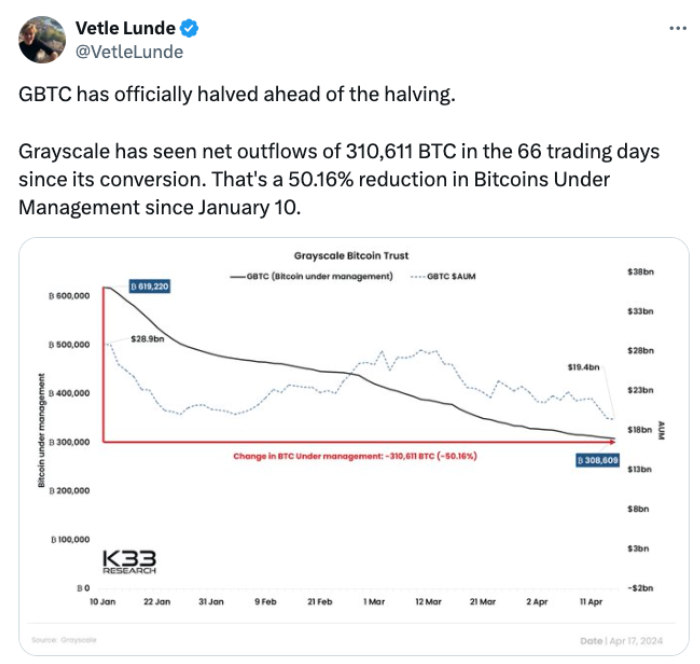 Vetle Lunde
@VetleLunde
GBTC has officially halved ahead of the halving.
Grayscale has seen net outflows of 310,611 BTC in the 66 trading days
since its conversion. That's a 50.16% reduction in Bitcoins Under
Management since January 10.
Grayscale Bitcoin Trust
GBTC (Bitcoin under management)
GBTC $AUM
₿ 619,220
$28.9bn
$19.4bn
₿ 308,609
Change in BTC Under management: -310,611 BTC (-50.16%)
Bitcoin under management
₿ 600,000
₿ 500,000
₿ 400,000
₿ 300,000
₿ 200,000
₿ 100,000
₿ 0
$38bn
$33bn
$28bn
$23bn
$18bn
$13bn
$8bn
$3bn
-$2bn
AUM
K33
RESEARCH
10 Jan 22 Jan 31 Jan 9 Feb 21 Feb 1 Mar 12 Mar 21 Mar 2 Apr 11 Apr
Source: Grayscale
Date | Apr 17, 2024